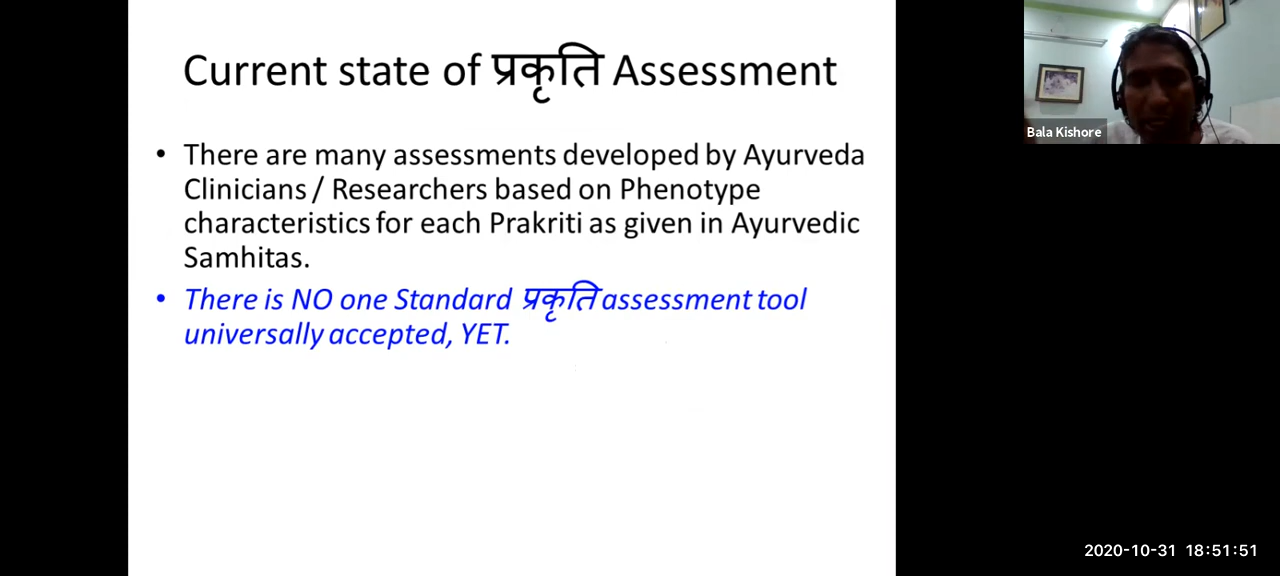 Current state of प्रकृति Assessment
• There are many assessments developed by Ayurveda
Clinicians / Researchers based on Phenotype
characteristics for each Prakriti as given in Ayurvedic
Samhitas.
• There is NO one Standard प्रकृति assessment tool
universally accepted, YET.
Bala Kishore
2020-10-31 18:51:51